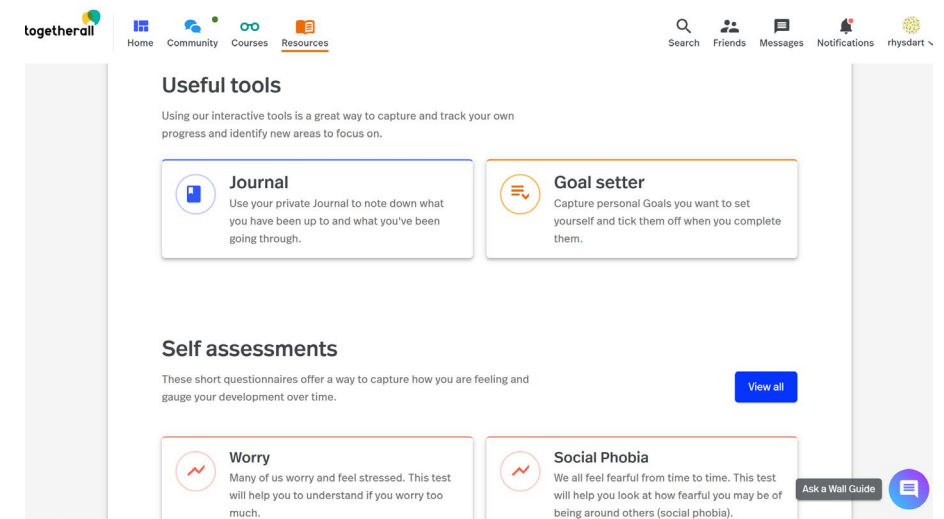 togetherall
Home Community Courses Resources
Search Friends Messages Notifications rhysdart
Useful tools
Using our interactive tools is a great way to capture and track your own
progress and identify new areas to focus on.
Journal
Use your private Journal to note down what
you have been up to and what you've been
going through.
Goal setter
Capture personal Goals you want to set
yourself and tick them off when you complete
them.
Self assessments
These short questionnaires offer a way to capture how you are feeling and
gauge your development over time.
View all
Worry
Many of us worry and feel stressed. This test
will help you to understand if you worry too
much.
Social Phobia
We all feel fearful from time to time. This test
will help you look at how fearful you may be of
being around others (social phobia).
Ask a Wall Guide